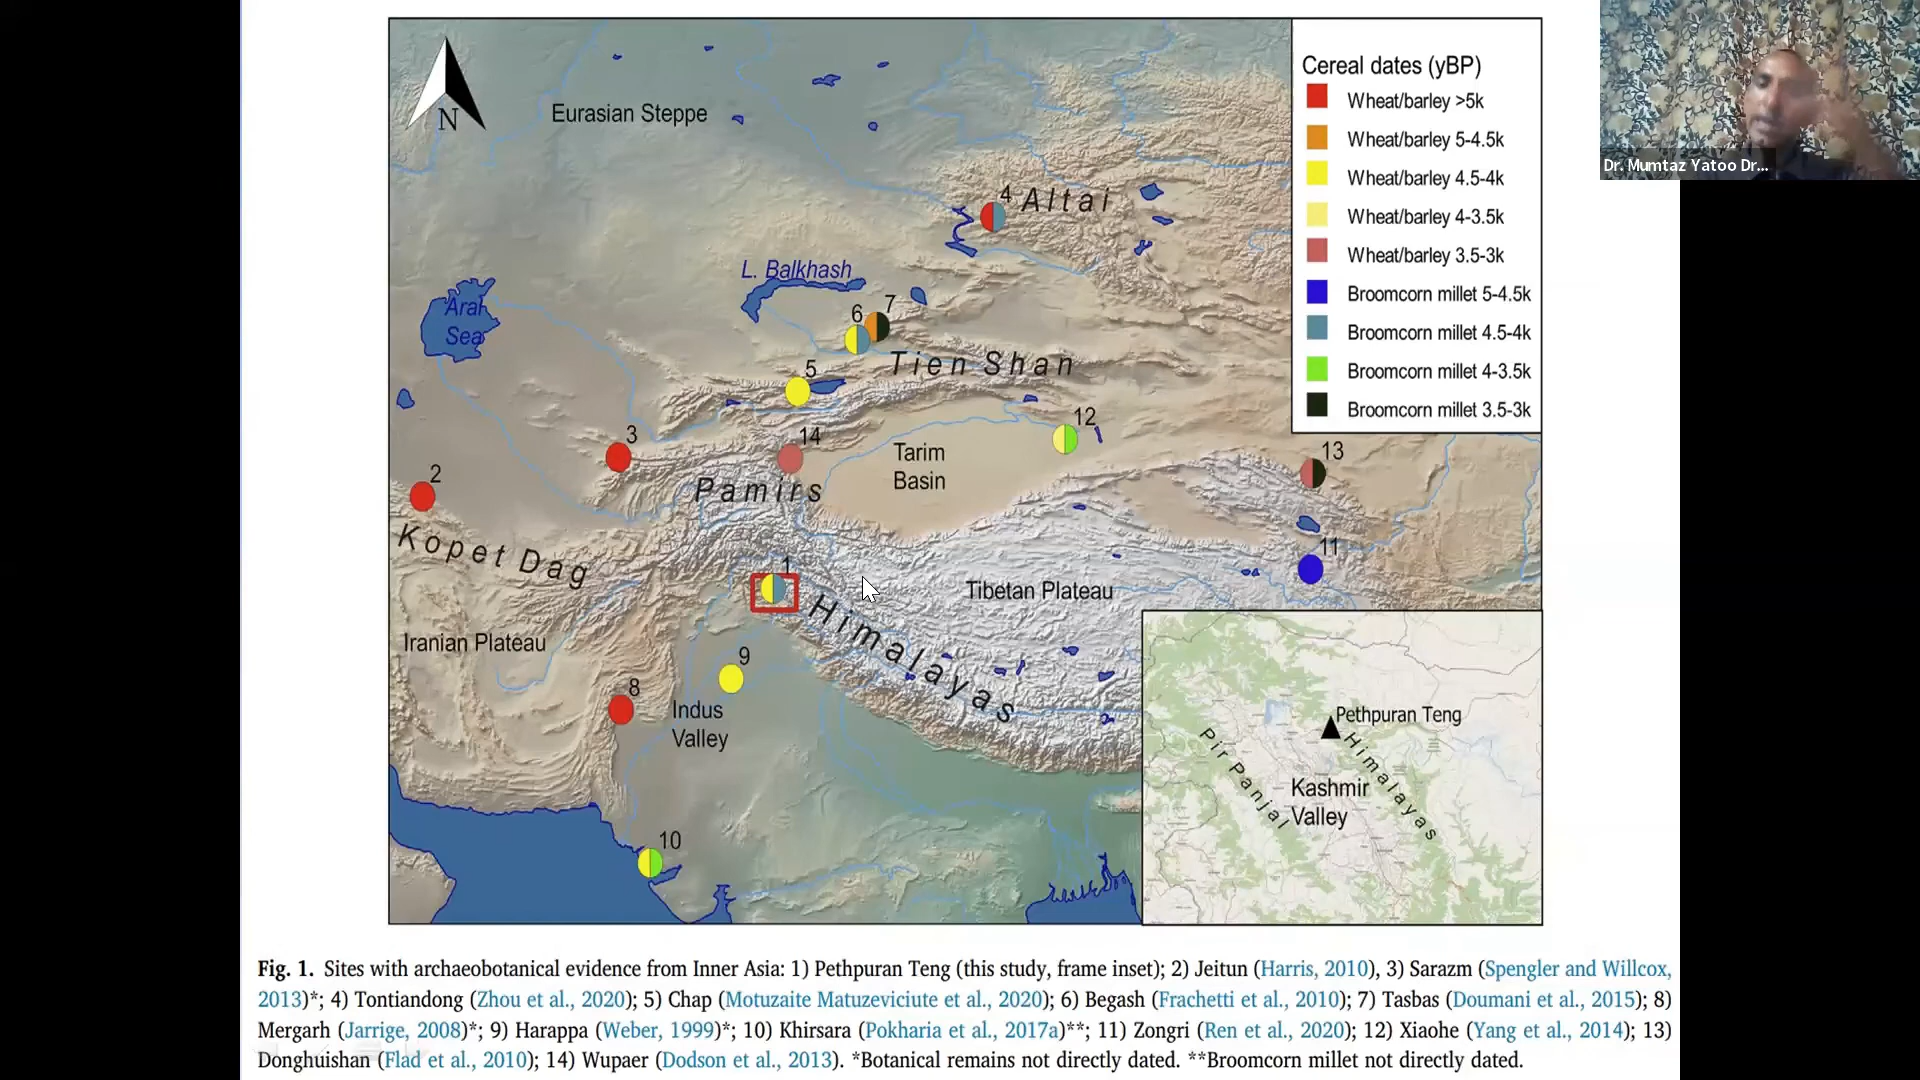 N
Eurasian Steppe
4 Altai
L. Balkhash
Aral
Sea
7
6
Tien Shan
5
12
3
14
Tarim
Basin
13
2
Pamirs
Kopet Dag
11
1
Himalayas
Tibetan Plateau
Iranian Plateau
9
8
Indus
Valley
10
Cereal dates (yBP)
Wheat/barley >5k
Wheat/barley 5-4.5k
Wheat/barley 4.5-4k
Wheat/barley 4-3.5k
Wheat/barley 3.5-3k
Broomcorn millet 5-4.5k
Broomcorn millet 4.5-4k
Broomcorn millet 4-3.5k
Broomcorn millet 3.5-3k
Pethpuran Teng
Pir Panjal
Himalayas
Kashmir
Valley
Dr. Mumtaz Yatoo Dr...
Fig. 1. Sites with archaeobotanical evidence from Inner Asia: 1) Pethpuran Teng (this study, frame inset); 2) Jeitun (Harris, 2010), 3) Sarazm (Spengler and Willcox,
2013)*; 4) Tontiandong (Zhou et al., 2020); 5) Chap (Motuzaite Matuzeviciute et al., 2020); 6) Begash (Frachetti et al., 2010); 7) Tasbas (Doumani et al., 2015); 8)
Mergarh (Jarrige, 2008)*; 9) Harappa (Weber, 1999)*; 10) Khirsara (Pokharia et al., 2017a)**; 11) Zongri (Ren et al., 2020); 12) Xiaohe (Yang et al., 2014); 13)
Donghuishan (Flad et al., 2010); 14) Wupaer (Dodson et al., 2013). *Botanical remains not directly dated. **Broomcorn millet not directly dated.